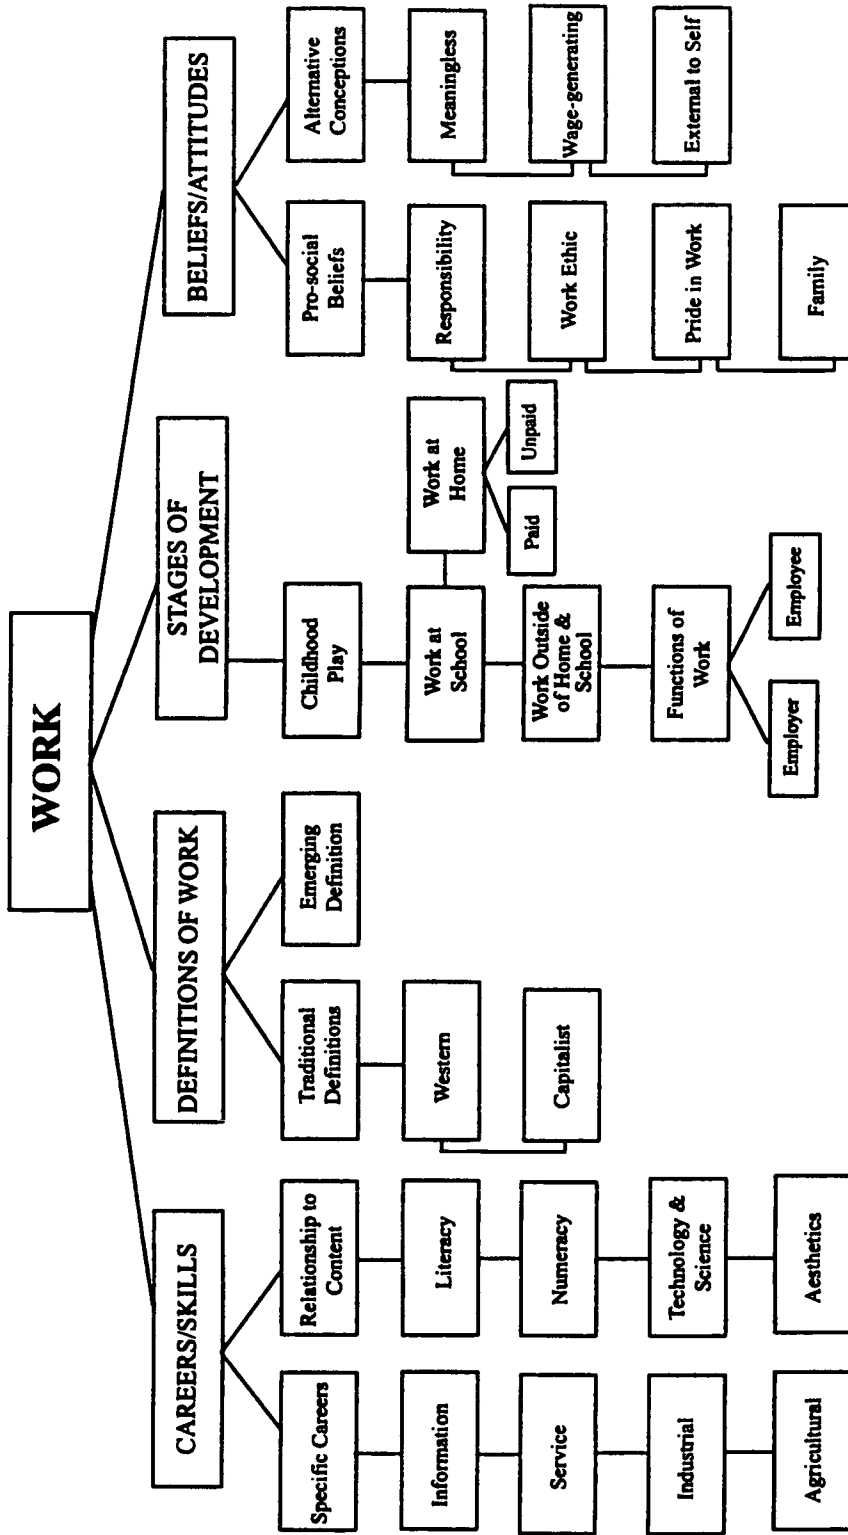 WORK
CAREERS/SKILLS
Specific Careers
Information
Service
Industrial
Agricultural
Relationship to
Content
Literacy
Numeracy
Technology &
Science
Aesthetics
DEFINITIONS OF WORK
Traditional
Definitions
Western
Capitalist
Emerging
Definition
STAGES OF
DEVELOPMENT
Childhood
Play
Work at
School
Work at
Home
Paid
Unpaid
Work Outside
of Home &
School
Functions of
Work
Employer
Employee
BELIEFS/ATTITUDES
Pro-social
Beliefs
Responsibility
Work Ethic
Pride in Work
Family
Alternative
Conceptions
Meaningless
Wage-generating
External to Self